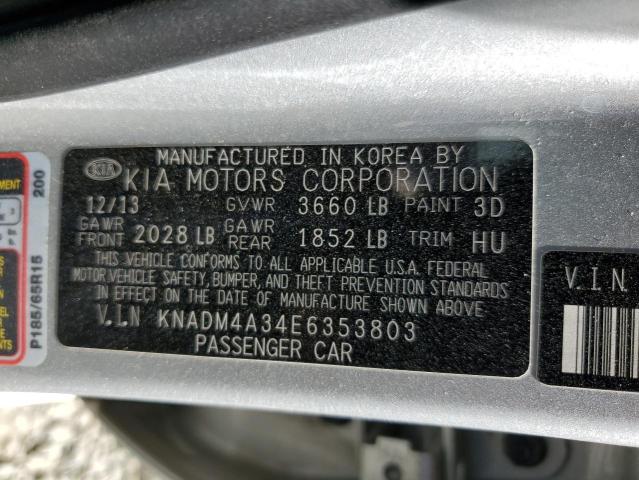 KIA
MANUFACTURED IN KOREA BY
KIA MOTORS CORPORATION
12/13 GVWR 3660 LB PAINT 3D
GAWR FRONT 2028 LB GAWR REAR 1852 LB TRIM HU
THIS VEHICLE CONFORMS TO ALL APPLICABLE U.S.A. FEDERAL
MOTOR VEHICLE SAFETY, BUMPER, AND THEFT PREVENTION STANDARDS
IN EFFECT ON THE DATE OF MANUFACTURE SHOWN ABOVE
V.I.N KNADM4A34E6353803
PASSENGER CAR
200
P185/65R15
V.I.N